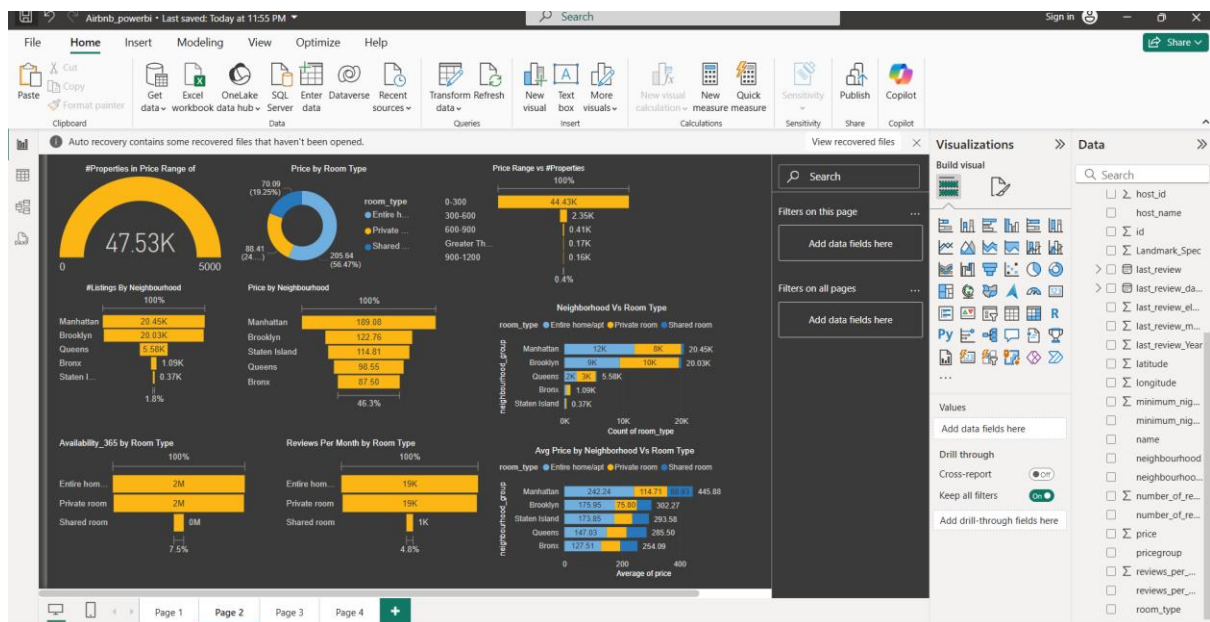 Airbnb_powerbi • Last saved: Today at 11:55 PM
Search
Sign in
File Home Insert Modeling View Optimize Help
Share
Paste
Cut
Copy
Format painter
Clipboard
Get data
Excel workbook
OneLake data hub
SQL Server
Enter data
Dataverse
Recent sources
Data
Transform data
Refresh
Queries
New visual
Text box
More visuals
Insert
New visual calculation
New measure
Quick measure
Calculations
Sensitivity
Sensitivity
Publish
Share
Copilot
Copilot
Auto recovery contains some recovered files that haven't been opened.
View recovered files
#Properties in Price Range of
47.53K
0
5000
Price by Room Type
70.09
(19.25%)
88.41
(24....)
205.64
(56.47%)
room_type
Entire h...
Private ...
Shared ...
Price Range vs #Properties
100%
0-300 44.43K
300-600 2.35K
600-900 0.41K
Greater Th... 0.17K
900-1200 0.16K
0.4%
#Listings By Neighbourhood
100%
Manhattan 20.45K
Brooklyn 20.03K
Queens 5.58K
Bronx 1.09K
Staten I... 0.37K
1.8%
Price by Neighbourhood
100%
Manhattan 189.08
Brooklyn 122.76
Staten Island 114.81
Queens 98.55
Bronx 87.50
46.3%
Neighborhood Vs Room Type
room_type Entire home/apt Private room Shared room
neighbourhood_group
Manhattan 12K 8K 20.45K
Brooklyn 9K 10K 20.03K
Queens 2K 3K 5.58K
Bronx 1.09K
Staten Island 0.37K
0K 10K 20K
Count of room_type
Availability_365 by Room Type
100%
Entire hom... 2M
Private room 2M
Shared room 0M
7.5%
Reviews Per Month by Room Type
100%
Entire hom... 19K
Private room 19K
Shared room 1K
4.8%
Avg Price by Neighborhood Vs Room Type
room_type Entire home/apt Private room Shared room
neighbourhood_group
Manhattan 242.24 114.71 445.88
Brooklyn 175.95 75.80 302.27
Staten Island 173.85 293.58
Queens 147.03 285.50
Bronx 127.51 254.09
0 200 400
Average of price
Search
Filters on this page ...
Add data fields here
Filters on all pages ...
Add data fields here
Visualizations
Build visual
R
Py
...
Values
Add data fields here
Drill through
Cross-report Off
Keep all filters On
Add drill-through fields here
Data
Search
host_id
host_name
id
Landmark_Spec
last_review
last_review_da...
last_review_el...
last_review_m...
last_review_Year
latitude
longitude
minimum_nig...
minimum_nig...
name
neighbourhood
neighbourhoo...
number_of_re...
number_of_re...
price
pricegroup
reviews_per_...
reviews_per_...
room_type
Page 1 Page 2 Page 3 Page 4